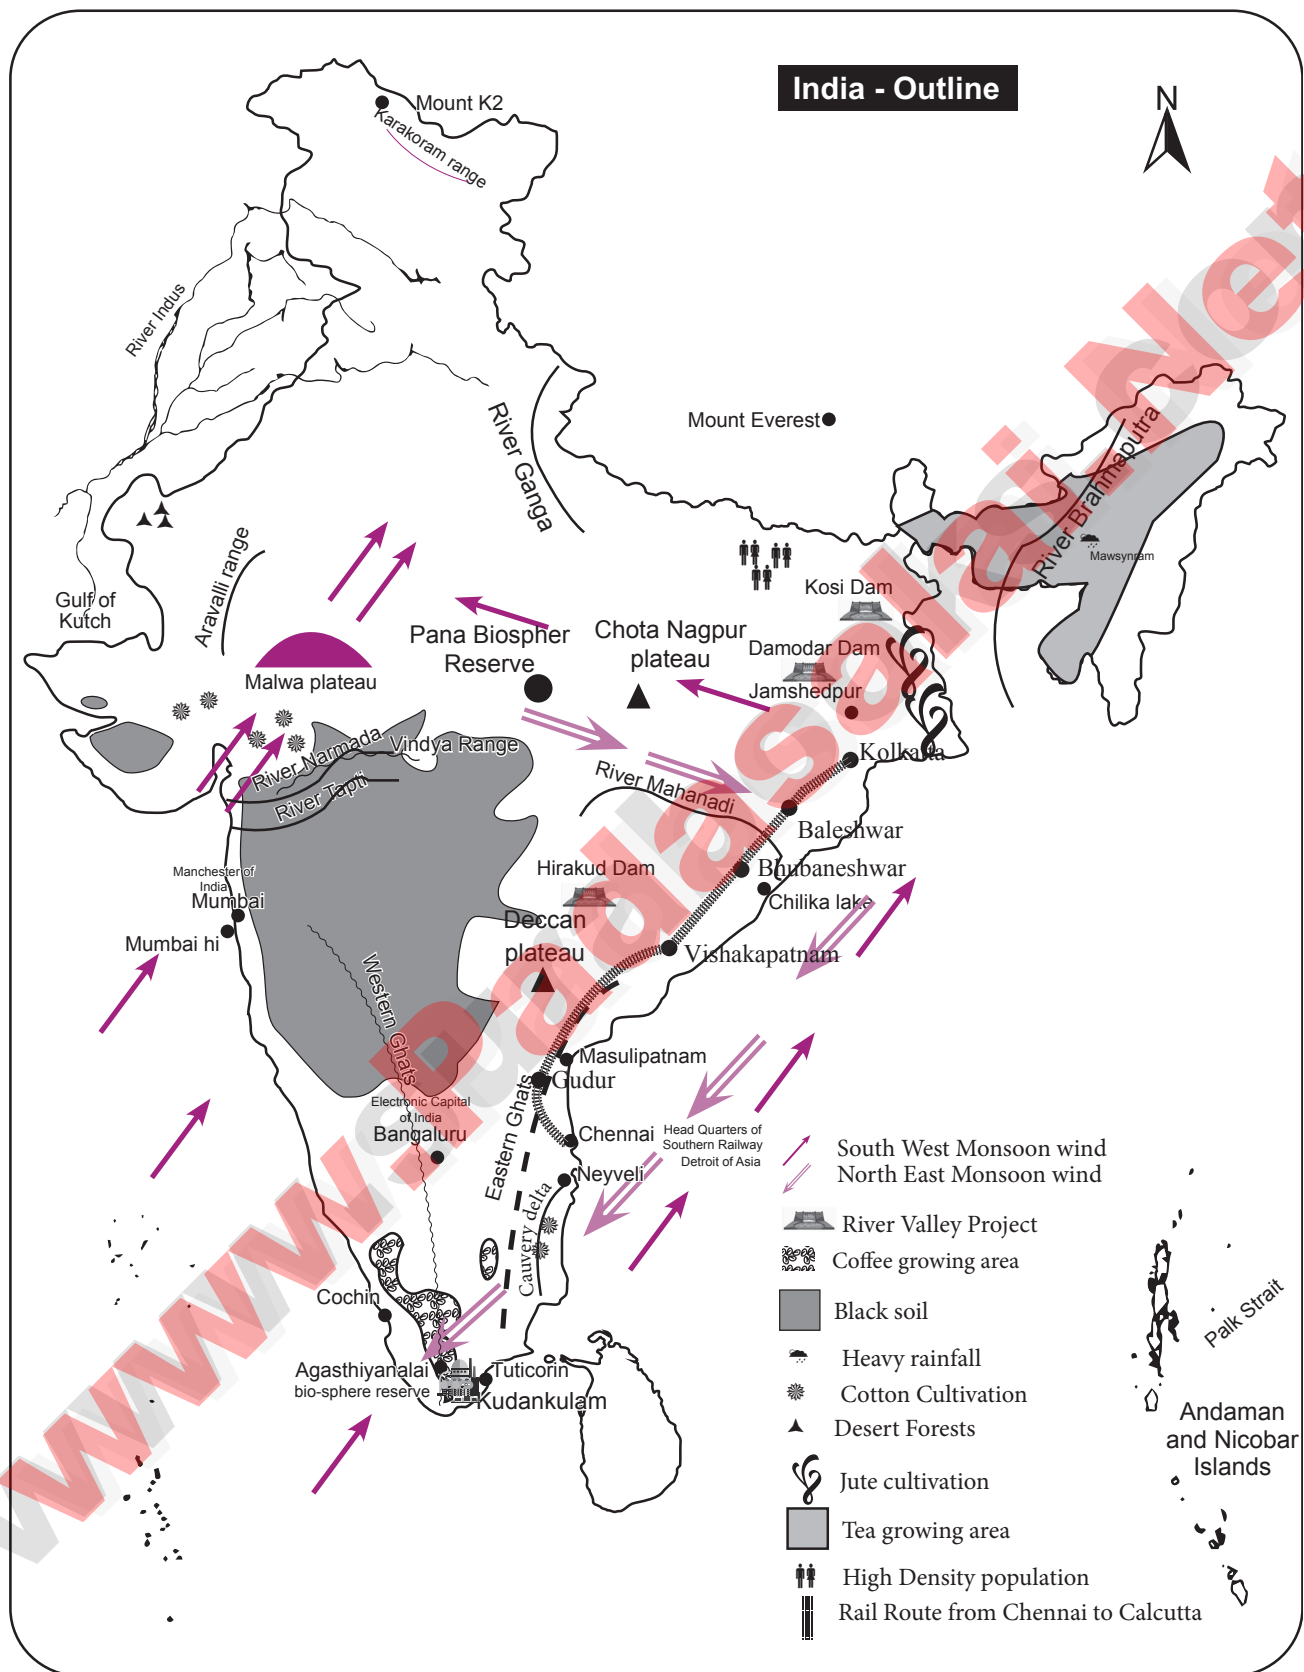 India - Outline
N
Mount K2
Karakoram range
River Indus
River Ganga
Mount Everest
River Brahmaputra
Mawsynram
Aravalli range
Gulf of
Kutch
Kosi Dam
Pana Biospher
Reserve
Chota Nagpur
plateau
Damodar Dam
Malwa plateau
Jamshedpur
River Narmada
Vindya Range
River Tapti
River Mahanadi
Kolkatta
Baleshwar
Manchester of
India
Mumbai
Mumbai hi
Hirakud Dam
Bhubaneshwar
Chilika lake
Deccan
plateau
Vishakapatnam
Western Ghats
Masulipatnam
Gudur
Electronic Capital
of India
Bangaluru
Eastern Ghats
Chennai
Head Quarters of
Southern Railway
Detroit of Asia
Neyveli
Cauvery delta
Cochin
Agasthiyanalai
bio-sphere reserve
Tuticorin
Kudankulam
South West Monsoon wind
North East Monsoon wind
River Valley Project
Coffee growing area
Black soil
Heavy rainfall
Cotton Cultivation
Desert Forests
Jute cultivation
Tea growing area
High Density population
Rail Route from Chennai to Calcutta
Palk Strait
Andaman
and Nicobar
Islands
www.Padasalai.Net